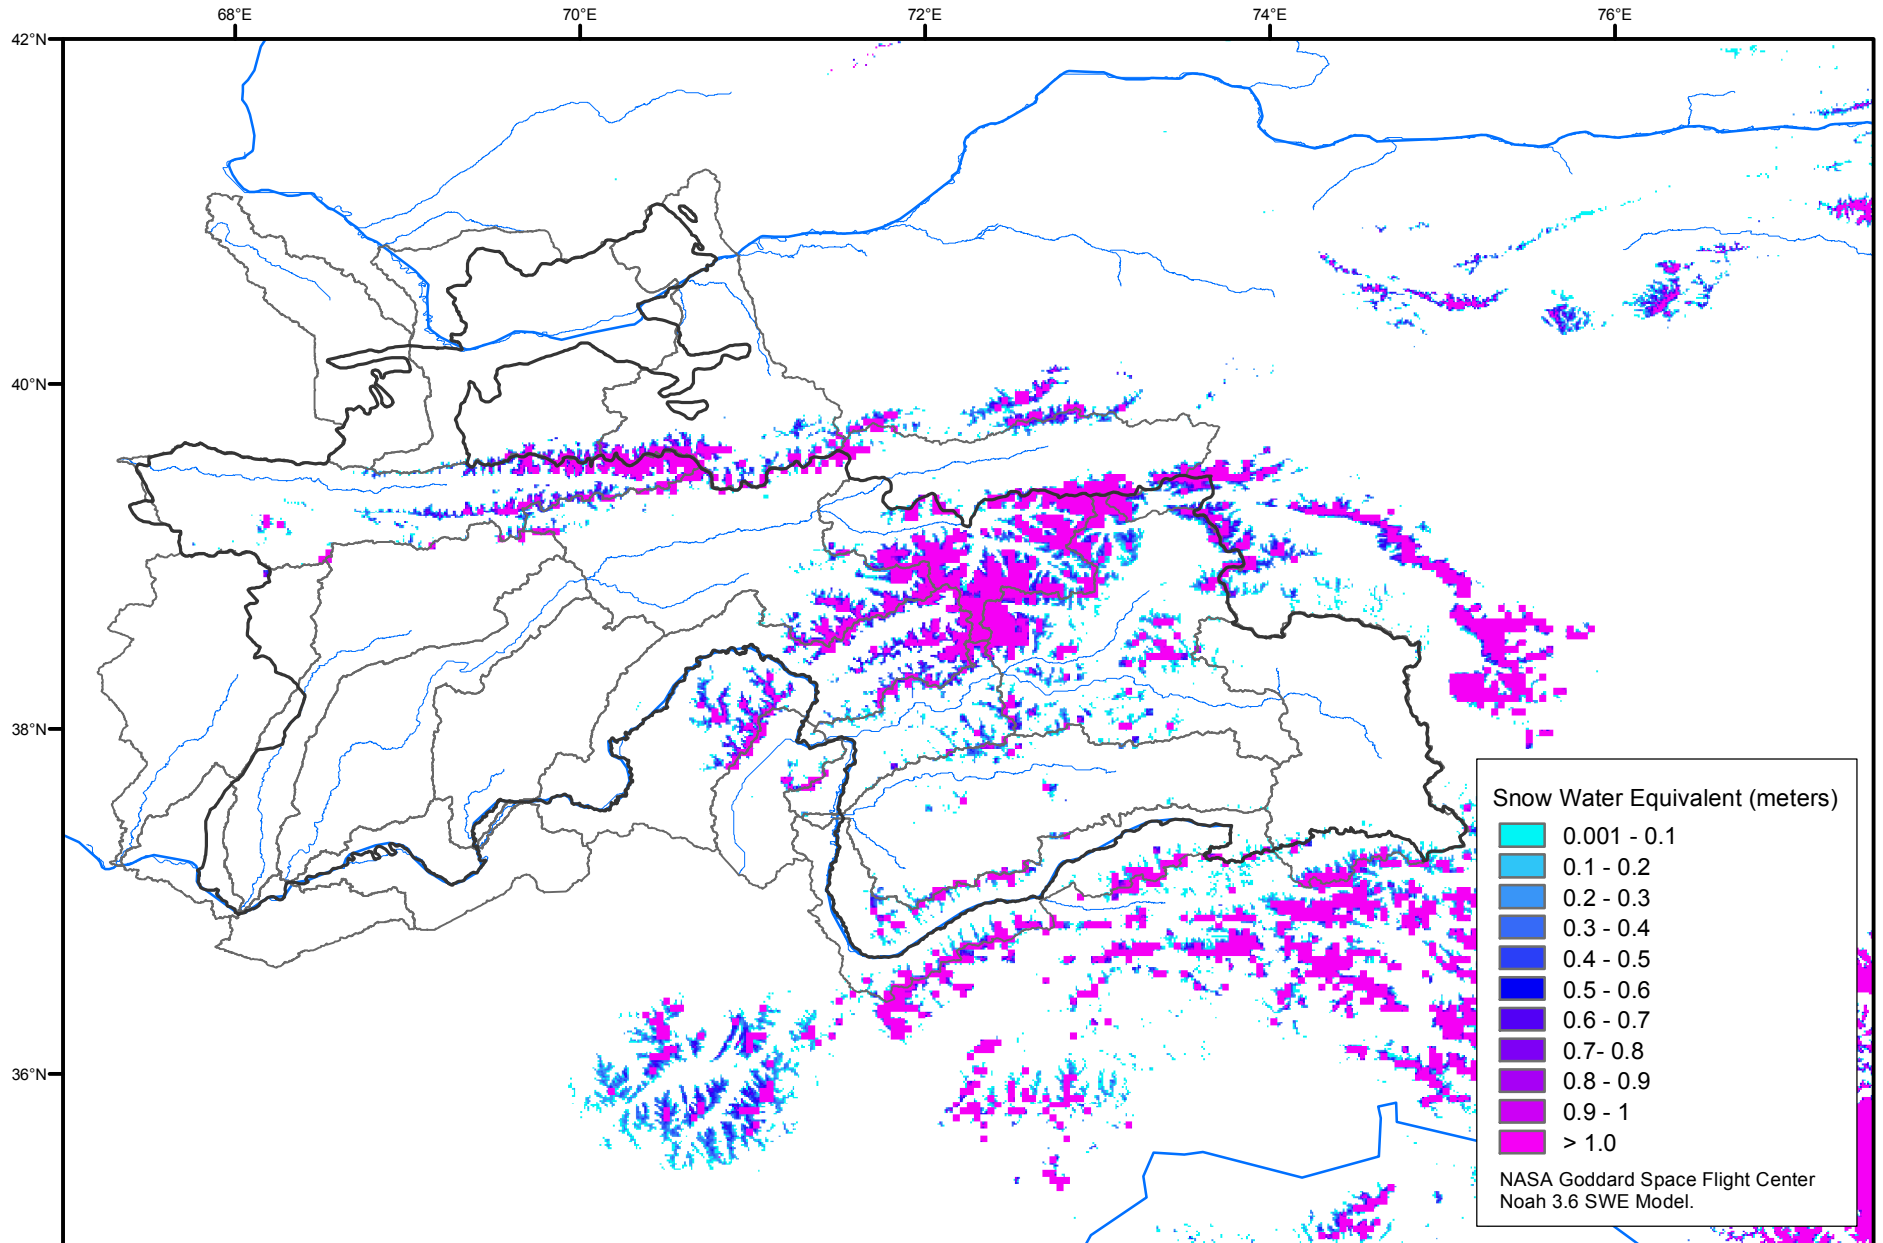 68°E
70°E
72°E
74°E
76°E
42°N
40°N
38°N
36°N
Snow Water Equivalent (meters)
0.001 - 0.1
0.1 - 0.2
0.2 - 0.3
0.3 - 0.4
0.4 - 0.5
0.5 - 0.6
0.6 - 0.7
0.7- 0.8
0.8 - 0.9
0.9 - 1
> 1.0
NASA Goddard Space Flight Center
Noah 3.6 SWE Model.